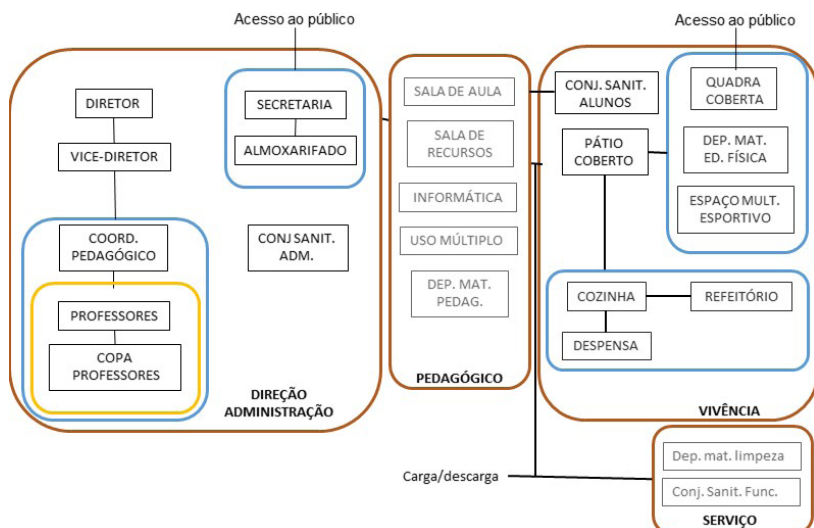 Acesso ao público
Acesso ao público
DIRETOR
VICE-DIRETOR
COORD.
PEDAGÓGICO
PROFESSORES
COPA
PROFESSORES
SECRETARIA
ALMOXARIFADO
CONJ SANIT.
ADM.
DIREÇÃO
ADMINISTRAÇÃO
SALA DE AULA
SALA DE
RECURSOS
INFORMÁTICA
USO MÚLTIPLO
DEP. MAT.
PEDAG.
PEDAGÓGICO
CONJ. SANIT.
ALUNOS
PÁTIO
COBERTO
QUADRA
COBERTA
DEP. MAT.
ED. FÍSICA
ESPAÇO MULT.
ESPORTIVO
COZINHA
REFEITÓRIO
DESPENSA
VIVÊNCIA
Carga/descarga
Dep. mat. limpeza
Conj. Sanit. Func.
SERVIÇO